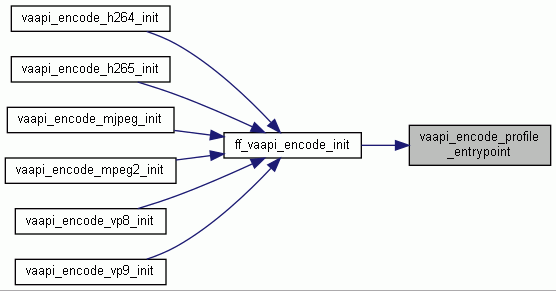 vaapi_encode_h264_init
vaapi_encode_h265_init
vaapi_encode_mjpeg_init
vaapi_encode_mpeg2_init
vaapi_encode_vp8_init
vaapi_encode_vp9_init
ff_vaapi_encode_init
vaapi_encode_profile
_entrypoint